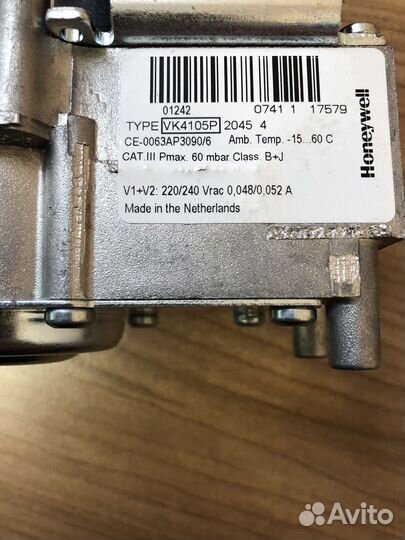 01242
0741 1 17579
TYPE VK4105P 2045 4
CE-0063AP3090/6 Amb. Temp. -15...60 C
CAT.III Pmax. 60 mbar Class. B+J
V1+V2: 220/240 Vrac 0,048/0,052 A
Made in the Netherlands
Honeywell
Avito